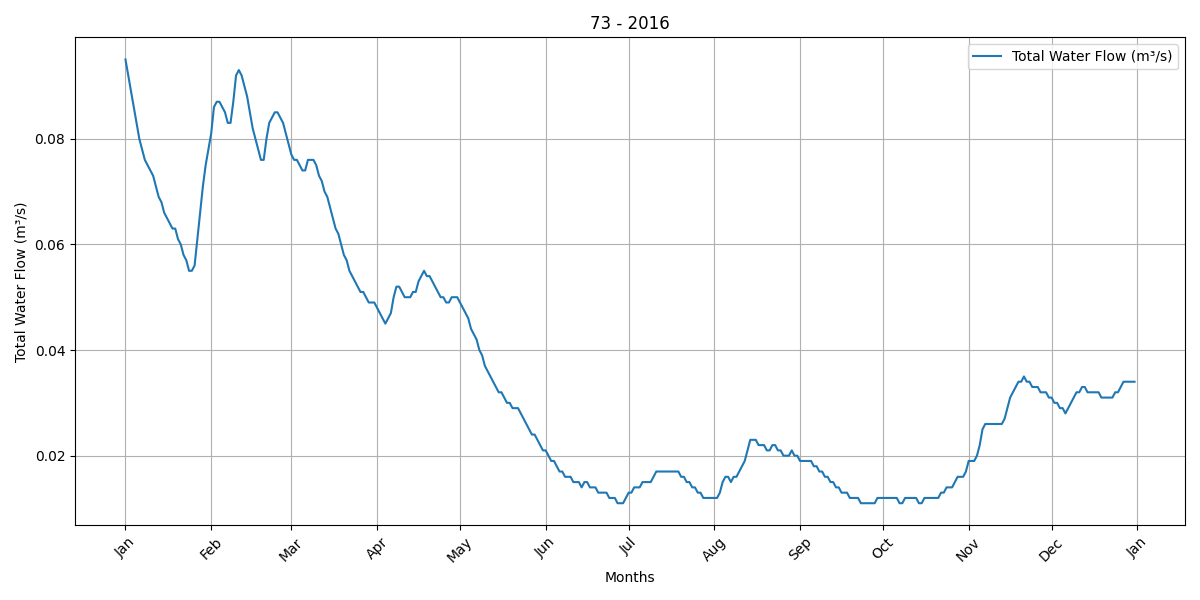 73 - 2016
Total Water Flow (m³/s)
Total Water Flow (m³/s)
0.08
0.06
0.04
0.02
Jan
Feb
Mar
Apr
May
Jun
Jul
Aug
Sep
Oct
Nov
Dec
Jan
Months